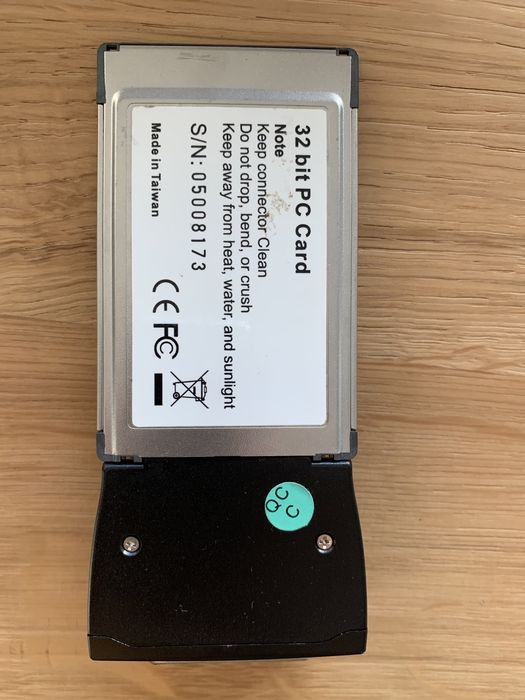 32 bit PC Card
Note
Keep connector Clean
Do not drop, bend, or crush
Keep away from heat, water, and sunlight
S/N: 05008173
Made in Taiwan
CE FC
QC
C